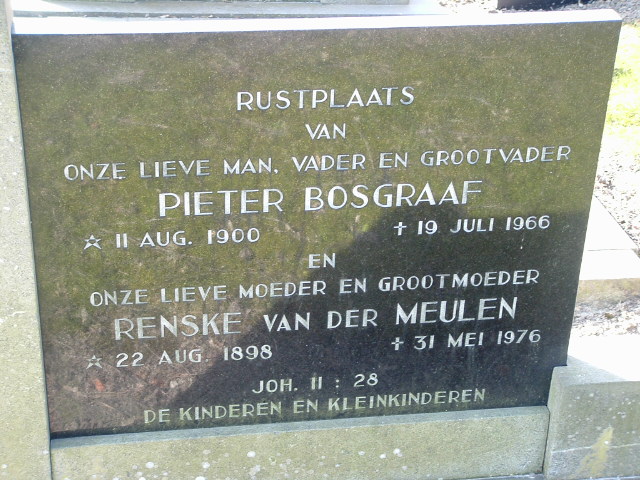 RUSTPLAATS
VAN
ONZE LIEVE MAN, VADER EN GROOTVADER
PIETER BOSGRAAF
☆ 11 AUG. 1900 ✝ 19 JULI 1966
EN
ONZE LIEVE MOEDER EN GROOTMOEDER
RENSKE VAN DER MEULEN
☆ 22 AUG. 1898 ✝ 31 MEI 1976
JOH. 11 : 28
DE KINDEREN EN KLEINKINDEREN